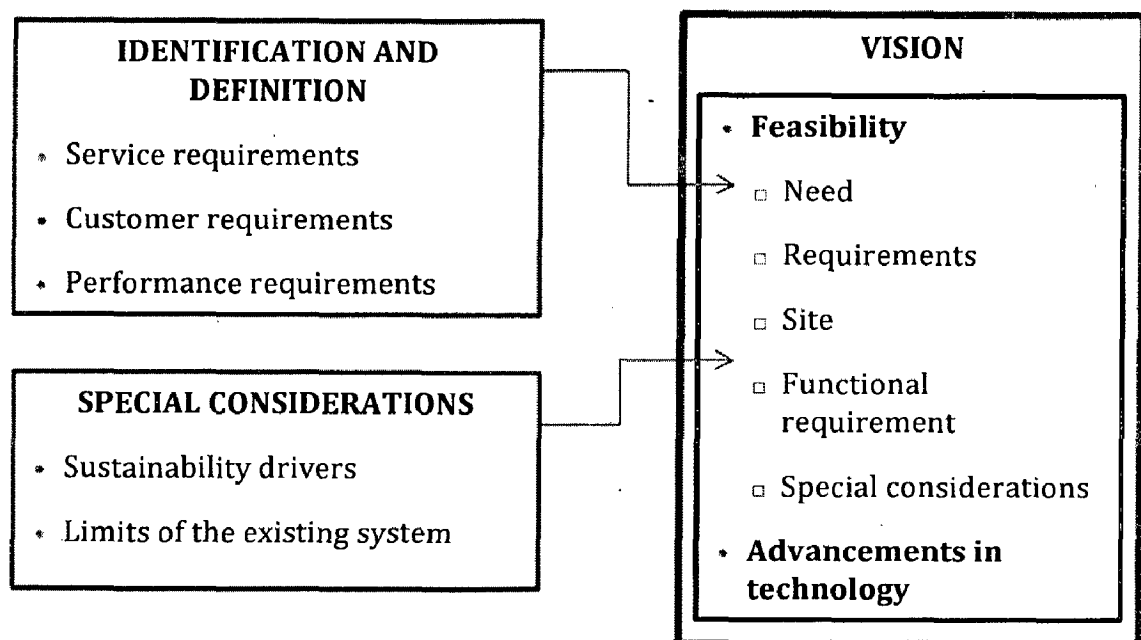 IDENTIFICATION AND
DEFINITION
• Service requirements
• Customer requirements
• Performance requirements
SPECIAL CONSIDERATIONS
• Sustainability drivers
• Limits of the existing system
VISION
• Feasibility
□ Need
□ Requirements
□ Site
□ Functional
requirement
□ Special considerations
• Advancements in
technology